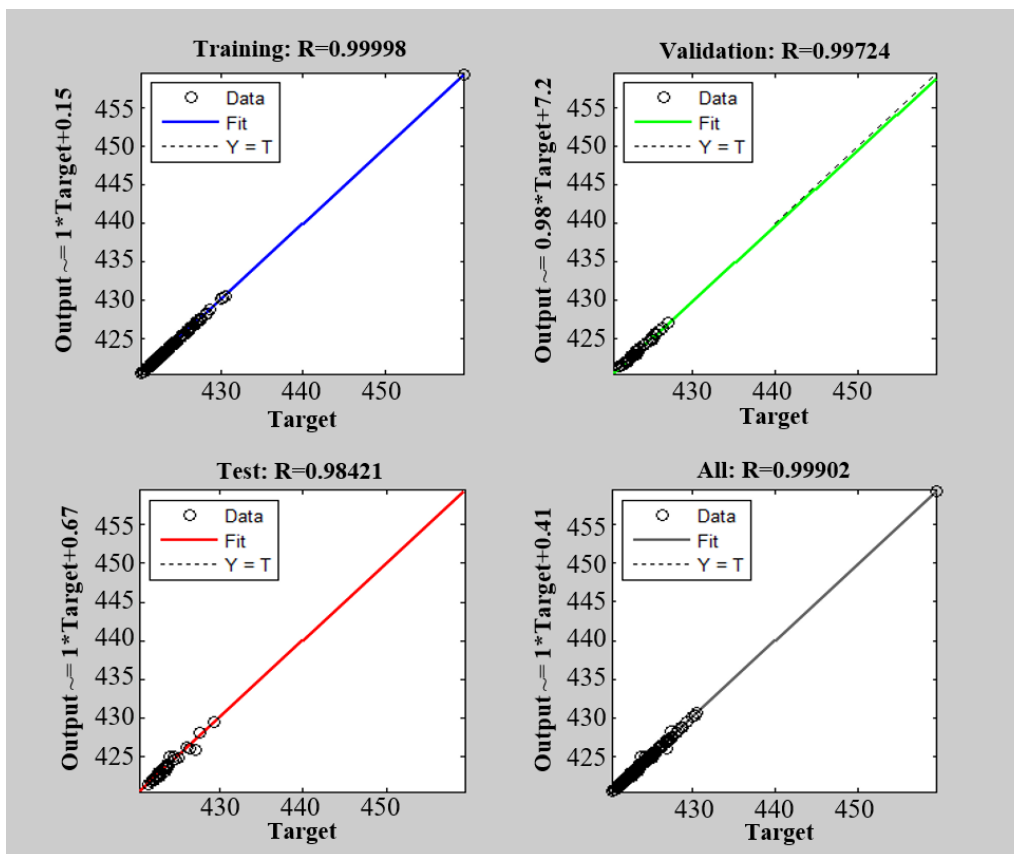 Training: R=0.99998
Output ~= 1*Target+0.15
455
450
445
440
435
430
425
Data
Fit
Y = T
430 440 450
Target
Validation: R=0.99724
Output ~= 0.98*Target+7.2
455
450
445
440
435
430
425
Data
Fit
Y = T
430 440 450
Target
Test: R=0.98421
Output ~= 1*Target+0.67
455
450
445
440
435
430
425
Data
Fit
Y = T
430 440 450
Target
All: R=0.99902
Output ~= 1*Target+0.41
455
450
445
440
435
430
425
Data
Fit
Y = T
430 440 450
Target